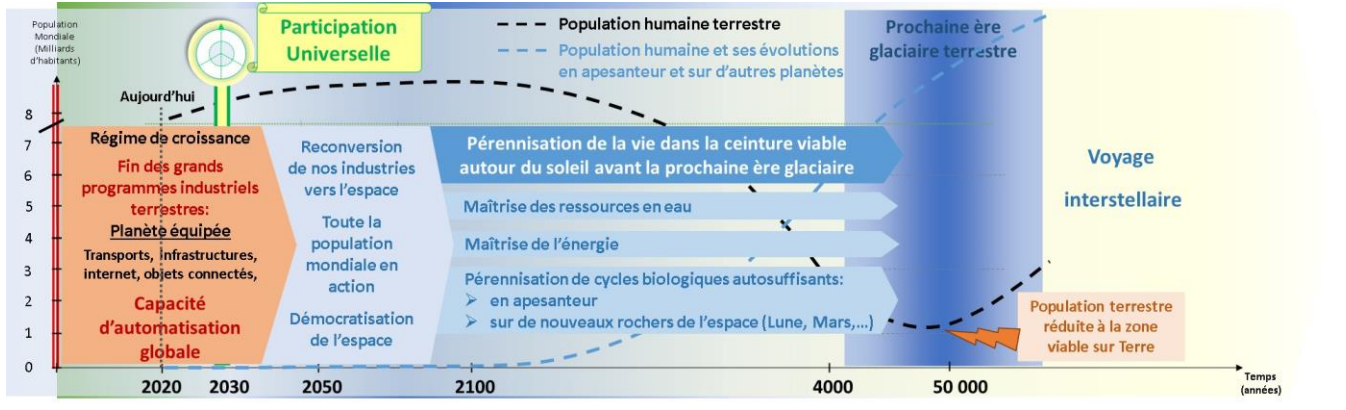 Population
Mondiale
(Milliards
d'habitants)
Participation
Universelle
Population humaine terrestre
Population humaine et ses évolutions
en apesanteur et sur d'autres planètes
Prochaine ère
glaciaire terrestre
Aujourd'hui
8
7
6
5
4
3
2
1
0
Régime de croissance
Fin des grands
programmes industriels
terrestres:
Planète équipée
Transports, infrastructures,
internet, objets connectés,
Capacité
d'automatisation
globale
Reconversion
de nos industries
vers l'espace
Toute la
population
mondiale en
action
Démocratisation
de l'espace
Pérennisation de la vie dans la ceinture viable
autour du soleil avant la prochaine ère glaciaire
Maîtrise des ressources en eau
Maîtrise de l'énergie
Pérennisation de cycles biologiques autosuffisants:
➢ en apesanteur
➢ sur de nouveaux rochers de l'espace (Lune, Mars,...)
Voyage
interstellaire
Population terrestre
réduite à la zone
viable sur Terre
2020 2030 2050 2100 4000 50 000
Temps
(années)